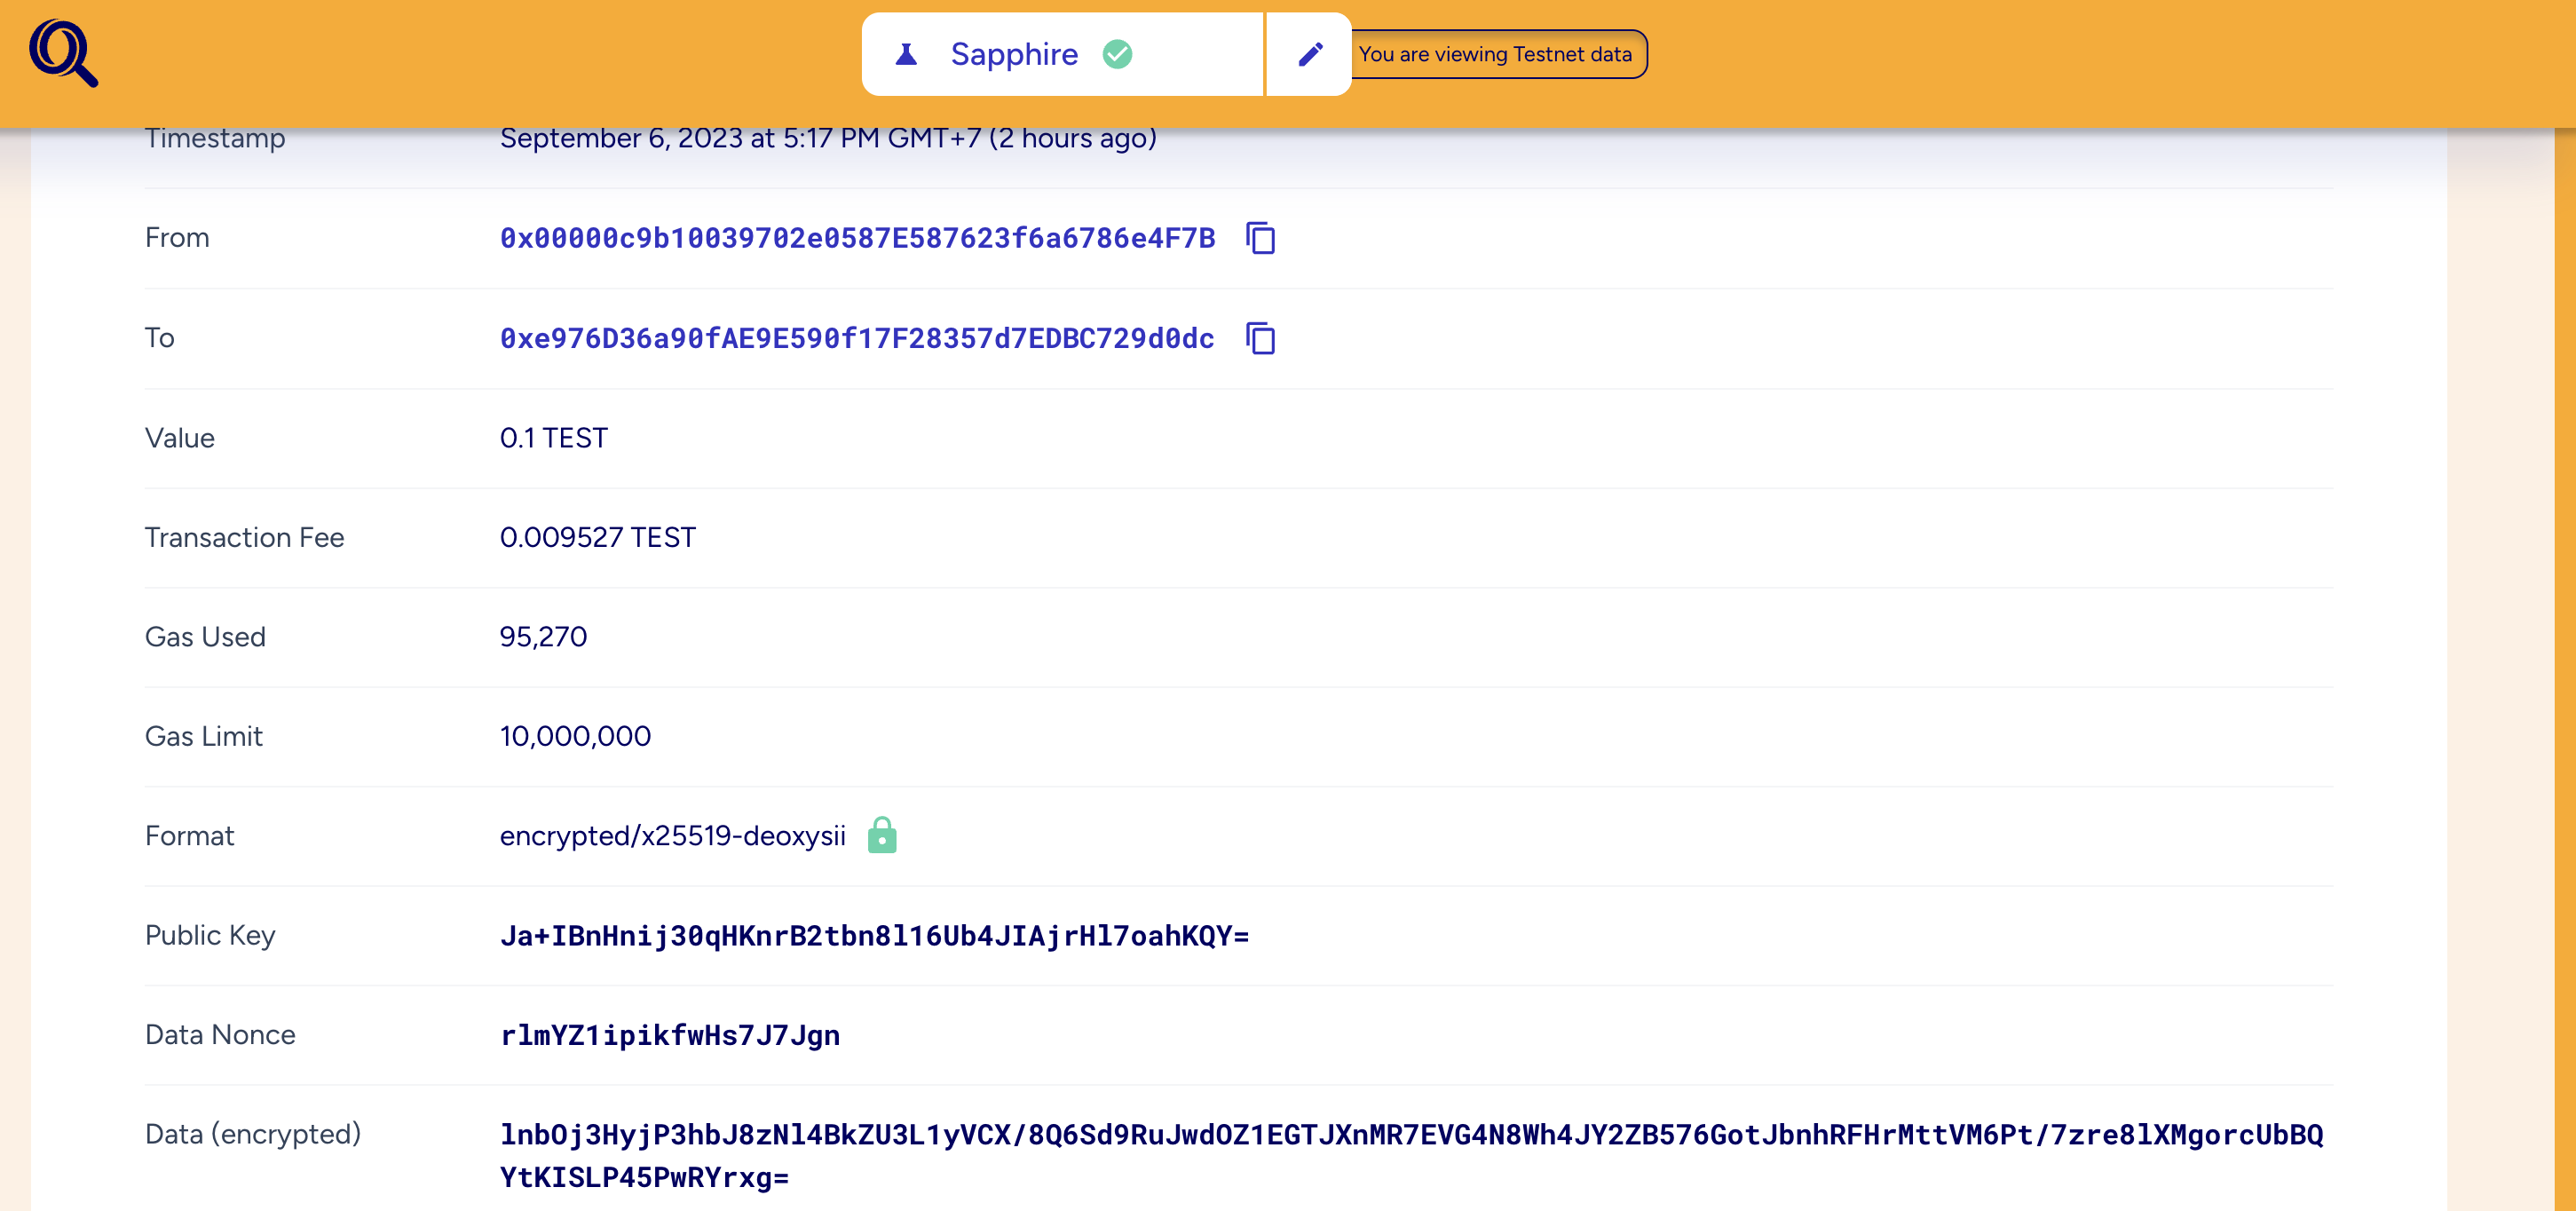 Sapphire
You are viewing Testnet data
Timestamp September 6, 2023 at 5:17 PM GMT+7 (2 hours ago)
From 0x00000c9b10039702e0587E587623f6a6786e4F7B
To 0xe976D36a90fAE9E590f17F28357d7EDBC729d0dc
Value 0.1 TEST
Transaction Fee 0.009527 TEST
Gas Used 95,270
Gas Limit 10,000,000
Format encrypted/x25519-deoxysii
Public Key Ja+IBnHnij30qHKnrB2tbn8l16Ub4JIAjrHl7oahKQY=
Data Nonce rlmYZ1ipikfwHs7J7Jgn
Data (encrypted) lnbOj3HyjP3hbJ8zNl4BkZU3L1yVCX/8Q6Sd9RuJwdOZ1EGTJXnMR7EVG4N8Wh4JY2ZB576GotJbnhRFHrMttVM6Pt/7zre8lXMgorcUbBQ
YtKISLP45PwRYrxg=